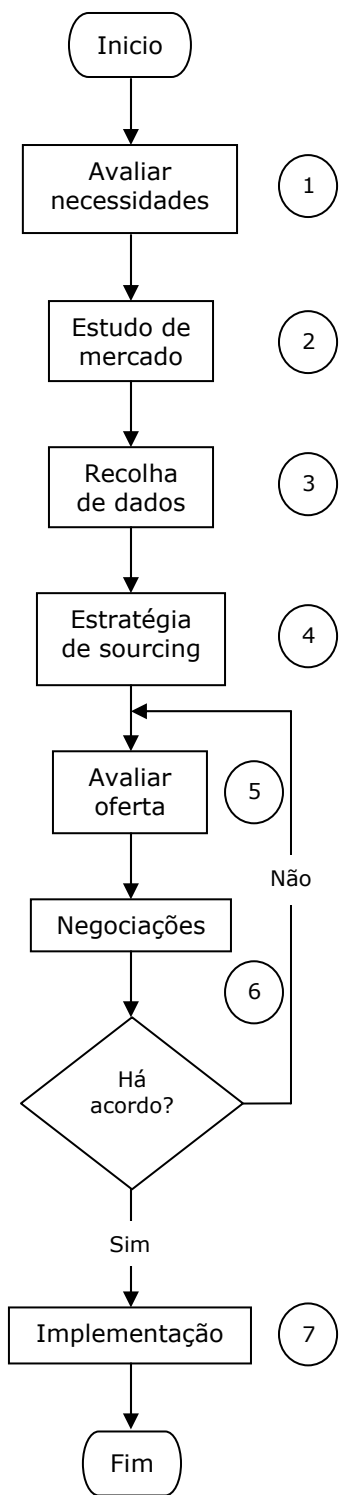 Inicio
Avaliar
necessidades
1
Estudo de
mercado
2
Recolha
de dados
3
Estratégia
de sourcing
4
Avaliar
oferta
5
Não
Negociações
6
Há
acordo?
Sim
Implementação
7
Fim